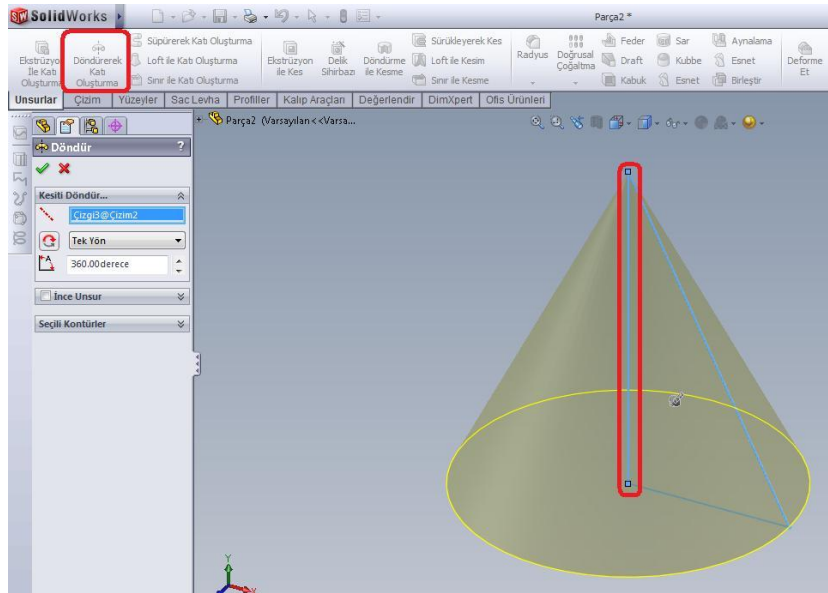 SolidWorks
Parça2 *
Ekstrüzyo
İle Katı
Oluşturma
Döndürerek
Katı
Oluşturma
Süpürerek Katı Oluşturma
Loft ile Katı Oluşturma
Sınır ile Katı Oluşturma
Ekstrüzyon
ile Kes
Delik
Sihirbazı
Döndürme
ile Kesme
Sürükleyerek Kes
Loft ile Kesim
Sınır ile Kesme
Radyus
Doğrusal
Çoğaltma
Feder
Draft
Kabuk
Sar
Kubbe
Esnet
Aynalama
Esnet
Birleştir
Deforme
Et
Unsurlar Çizim Yüzeyler Sac Levha Profiller Kalıp Araçları Değerlendir DimXpert Ofis Ürünleri
Parça2 (Varsayılan<<Varsa...
Döndür ?
Kesiti Döndür...
Çizgi3@Çizim2
Tek Yön
A
360.00derece
İnce Unsur
Seçili Kontürler
Y
X